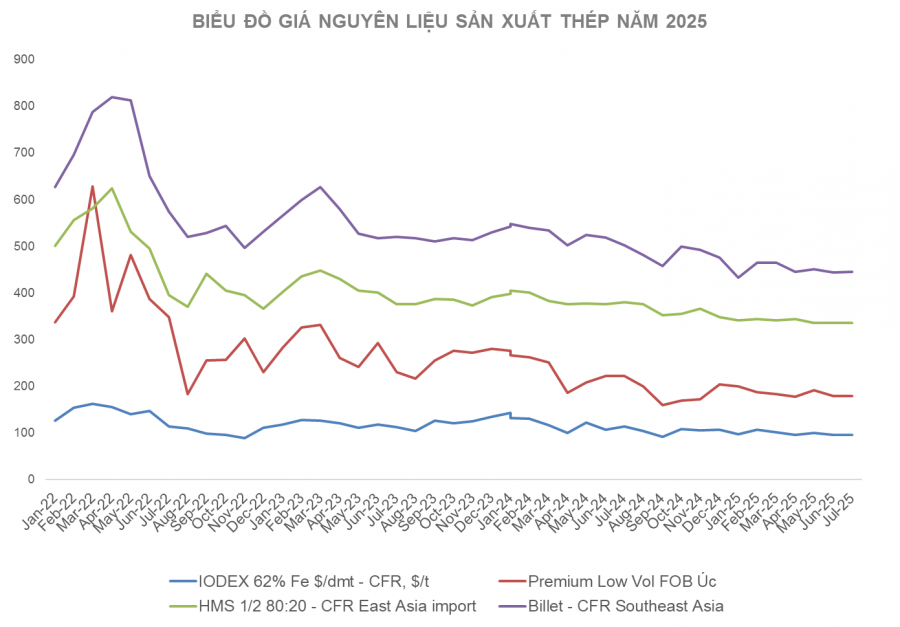 BIỂU ĐỒ GIÁ NGUYÊN LIỆU SẢN XUẤT THÉP NĂM 2025
900
800
700
600
500
400
300
200
100
0
Jan-22
Feb-22
Mar-22
Apr-22
May-22
Jun-22
Jul-22
Aug-22
Sep-22
Oct-22
Nov-22
Dec-22
Jan-23
Feb-23
Mar-23
Apr-23
May-23
Jun-23
Jul-23
Aug-23
Sep-23
Oct-23
Nov-23
Dec-23
Jan-24
Feb-24
Mar-24
Apr-24
May-24
Jun-24
Jul-24
Aug-24
Sep-24
Oct-24
Nov-24
Dec-24
Jan-25
Feb-25
Mar-25
Apr-25
May-25
Jun-25
Jul-25
IODEX 62% Fe $/dmt - CFR, $/t
Premium Low Vol FOB Úc
HMS 1/2 80:20 - CFR East Asia import
Billet - CFR Southeast Asia